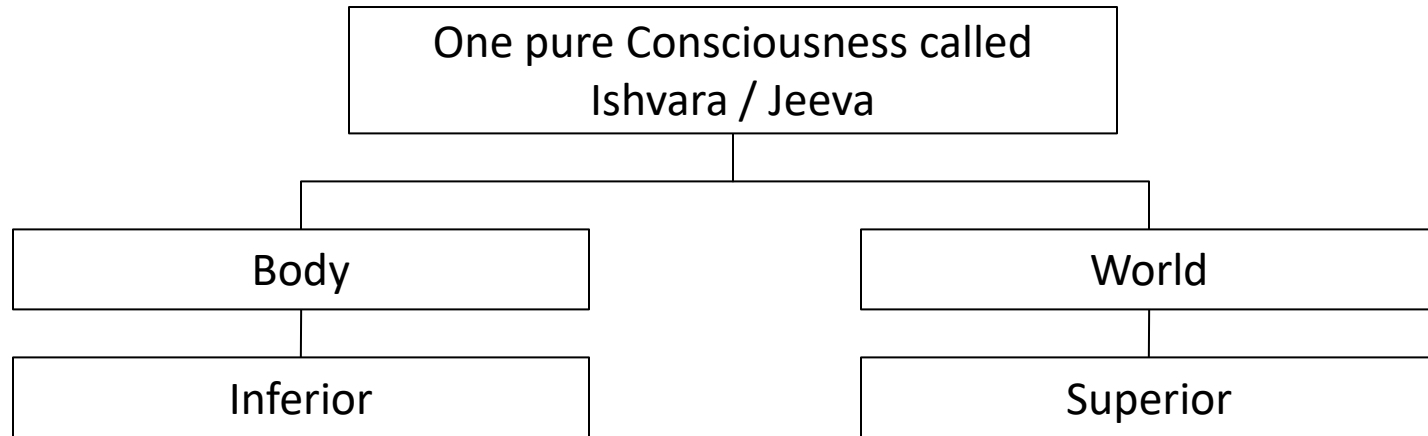 One pure Consciousness called
Ishvara / Jeeva
Body
World
Inferior
Superior